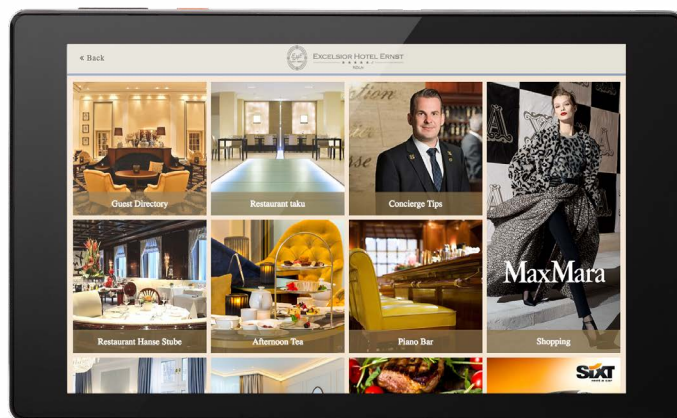 « Back
EXCELSIOR HOTEL ERNST
KÖLN
Guest Directory
Restaurant taku
Concierge Tips
MaxMara
Shopping
Restaurant Hanse Stube
Afternoon Tea
Piano Bar
SIXT